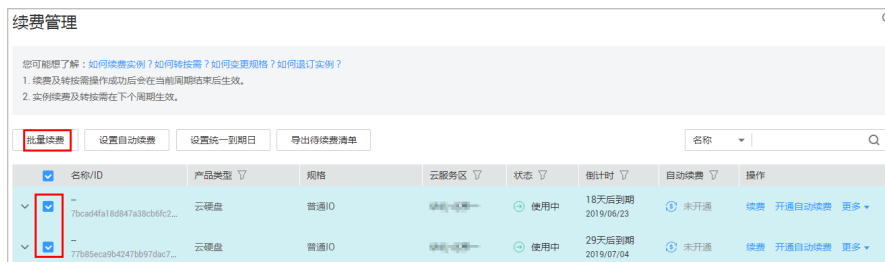 续费管理
您可能想了解：如何续费实例？如何转按需？如何变更规格？如何退订实例？
1. 续费及转按需操作成功后会在当前周期结束后生效。
2. 实例续费及转按需在下个周期生效。
批量续费 设置自动续费 设置统一到期日 导出待续费清单 名称
名称/ID 产品类型 规格 云服务区 状态 倒计时 自动续费 操作
-- 云硬盘 普通IO 使用中 18天后到期 未开通 续费 开通自动续费 更多
7bcad4fa18d847a38cb6fc2... 2019/06/23
-- 云硬盘 普通IO 使用中 29天后到期 未开通 续费 开通自动续费 更多
77b85eca9b4247bb97dac7... 2019/07/04